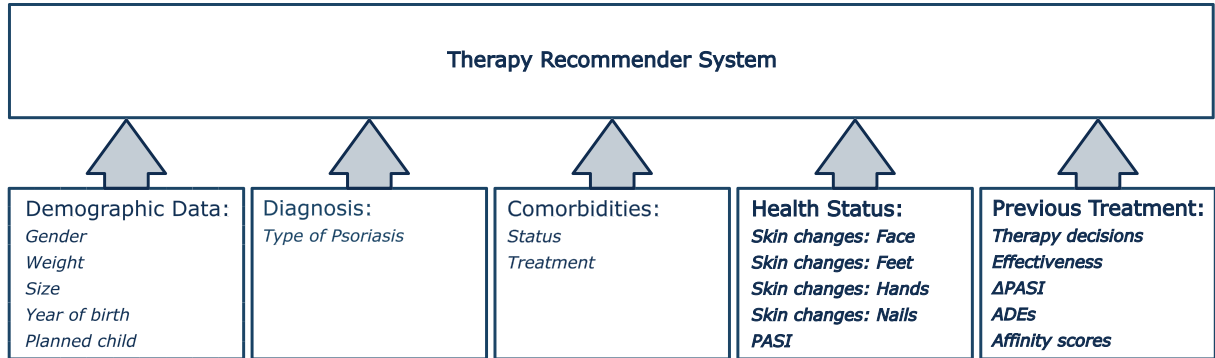 Therapy Recommender System
Demographic Data:
Gender
Weight
Size
Year of birth
Planned child
Diagnosis:
Type of Psoriasis
Comorbidities:
Status
Treatment
Health Status:
Skin changes: Face
Skin changes: Feet
Skin changes: Hands
Skin changes: Nails
PASI
Previous Treatment:
Therapy decisions
Effectiveness
ΔPASI
ADEs
Affinity scores